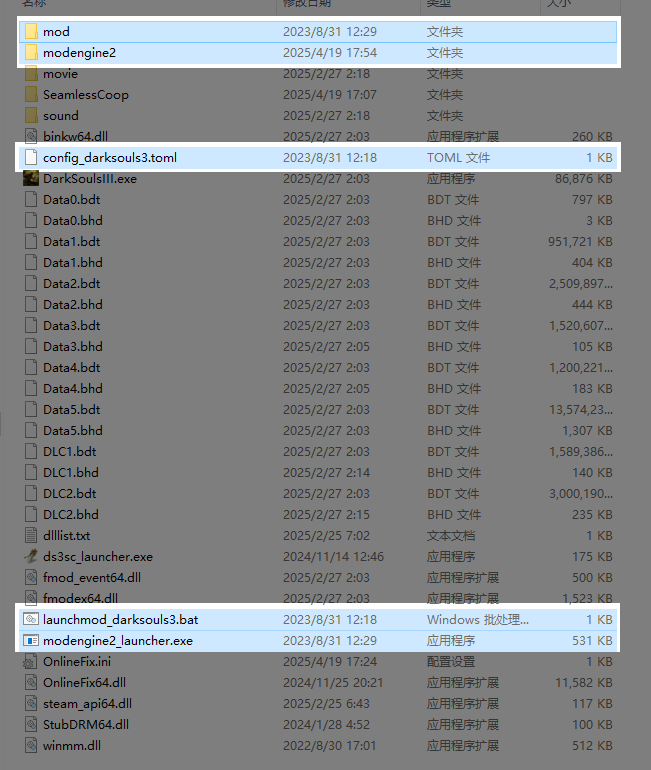 名称 修改日期 类型 大小
mod 2023/8/31 12:29 文件夹
modengine2 2025/4/19 17:54 文件夹
movie 2025/2/27 2:18 文件夹
SeamlessCoop 2025/4/19 17:07 文件夹
sound 2025/2/27 2:18 文件夹
binkw64.dll 2025/2/27 2:03 应用程序扩展 260 KB
config_darksouls3.toml 2023/8/31 12:18 TOML 文件 1 KB
DarkSoulsIII.exe 2025/2/27 2:03 应用程序 86,876 KB
Data0.bdt 2025/2/27 2:03 BDT 文件 797 KB
Data0.bhd 2025/2/27 2:03 BHD 文件 3 KB
Data1.bdt 2025/2/27 2:03 BDT 文件 951,721 KB
Data1.bhd 2025/2/27 2:03 BHD 文件 404 KB
Data2.bdt 2025/2/27 2:03 BDT 文件 2,509,897...
Data2.bhd 2025/2/27 2:03 BHD 文件 444 KB
Data3.bdt 2025/2/27 2:03 BDT 文件 1,520,607...
Data3.bhd 2025/2/27 2:03 BHD 文件 105 KB
Data4.bdt 2025/2/27 2:03 BDT 文件 1,200,221...
Data4.bhd 2025/2/27 2:05 BHD 文件 183 KB
Data5.bdt 2025/2/27 2:03 BDT 文件 13,574,23...
Data5.bhd 2025/2/27 2:03 BHD 文件 1,307 KB
DLC1.bdt 2025/2/27 2:03 BDT 文件 1,589,386...
DLC1.bhd 2025/2/27 2:14 BHD 文件 140 KB
DLC2.bdt 2025/2/27 2:03 BDT 文件 3,000,190...
DLC2.bhd 2025/2/27 2:15 BHD 文件 235 KB
dlllist.txt 2025/2/25 7:02 文本文档 1 KB
ds3sc_launcher.exe 2024/11/14 12:46 应用程序 175 KB
fmod_event64.dll 2025/2/27 2:03 应用程序扩展 500 KB
fmodex64.dll 2025/2/27 2:03 应用程序扩展 1,523 KB
launchmod_darksouls3.bat 2023/8/31 12:18 Windows 批处理... 1 KB
modengine2_launcher.exe 2023/8/31 12:29 应用程序 531 KB
OnlineFix.ini 2025/4/19 17:24 配置设置 1 KB
OnlineFix64.dll 2024/11/25 20:21 应用程序扩展 11,582 KB
steam_api64.dll 2025/2/25 6:43 应用程序扩展 117 KB
StubDRM64.dll 2024/1/28 4:52 应用程序扩展 100 KB
winmm.dll 2022/8/30 17:01 应用程序扩展 512 KB